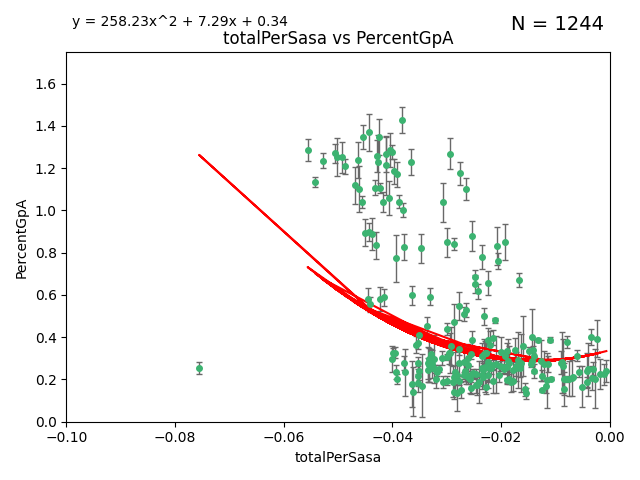 y = 258.23x^2 + 7.29x + 0.34
N = 1244
totalPerSasa vs PercentGpA
PercentGpA
1.6
1.4
1.2
1.0
0.8
0.6
0.4
0.2
0.0
−0.10 −0.08 −0.06 −0.04 −0.02 0.00
totalPerSasa